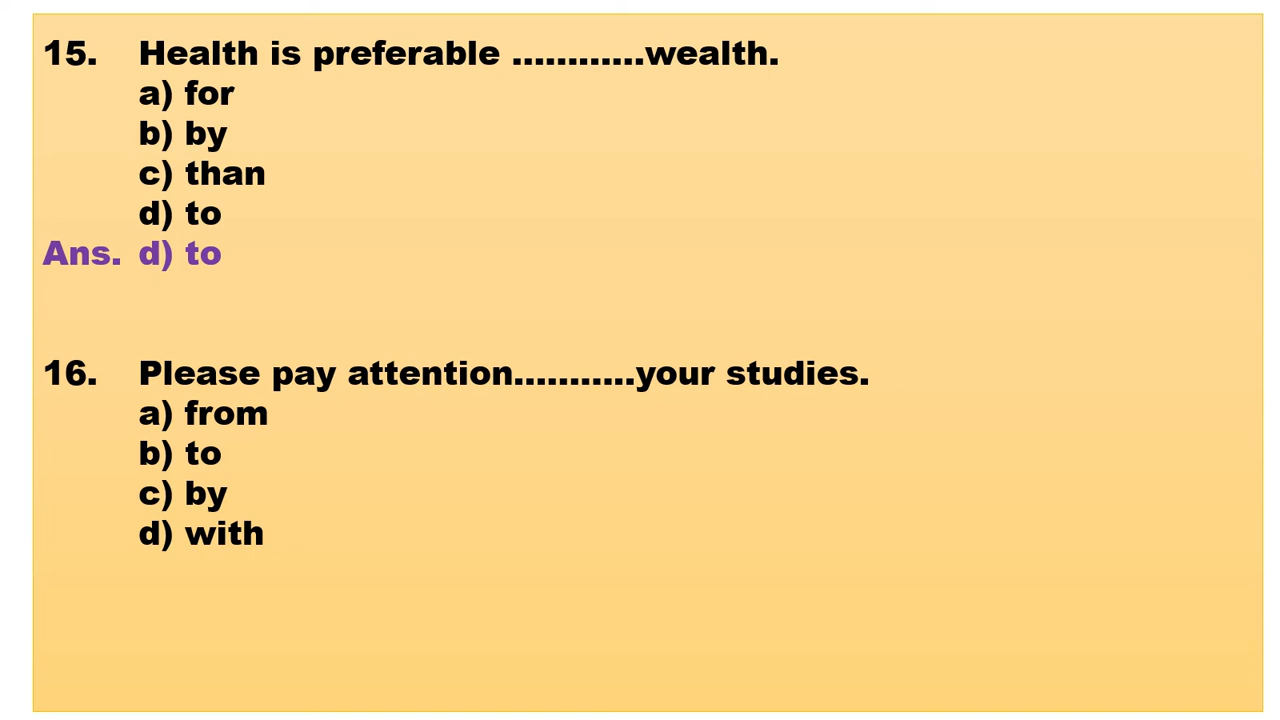 15. Health is preferable ............wealth.
a) for
b) by
c) than
d) to
Ans. d) to
16. Please pay attention...........your studies.
a) from
b) to
c) by
d) with